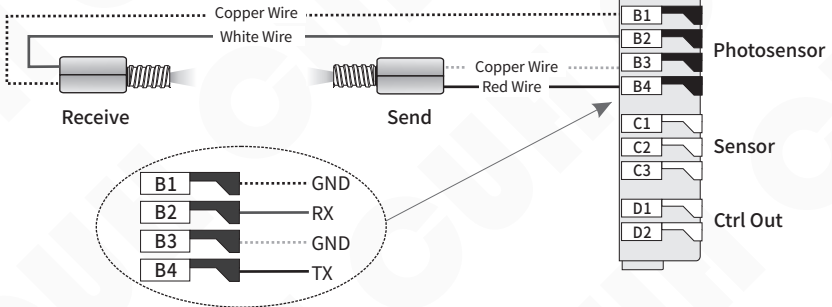 Copper Wire
White Wire
Copper Wire
Red Wire
Receive
Send
B1
B2
B3
B4
Photosensor
C1
C2
C3
Sensor
D1
D2
Ctrl Out
B1 GND
B2 RX
B3 GND
B4 TX